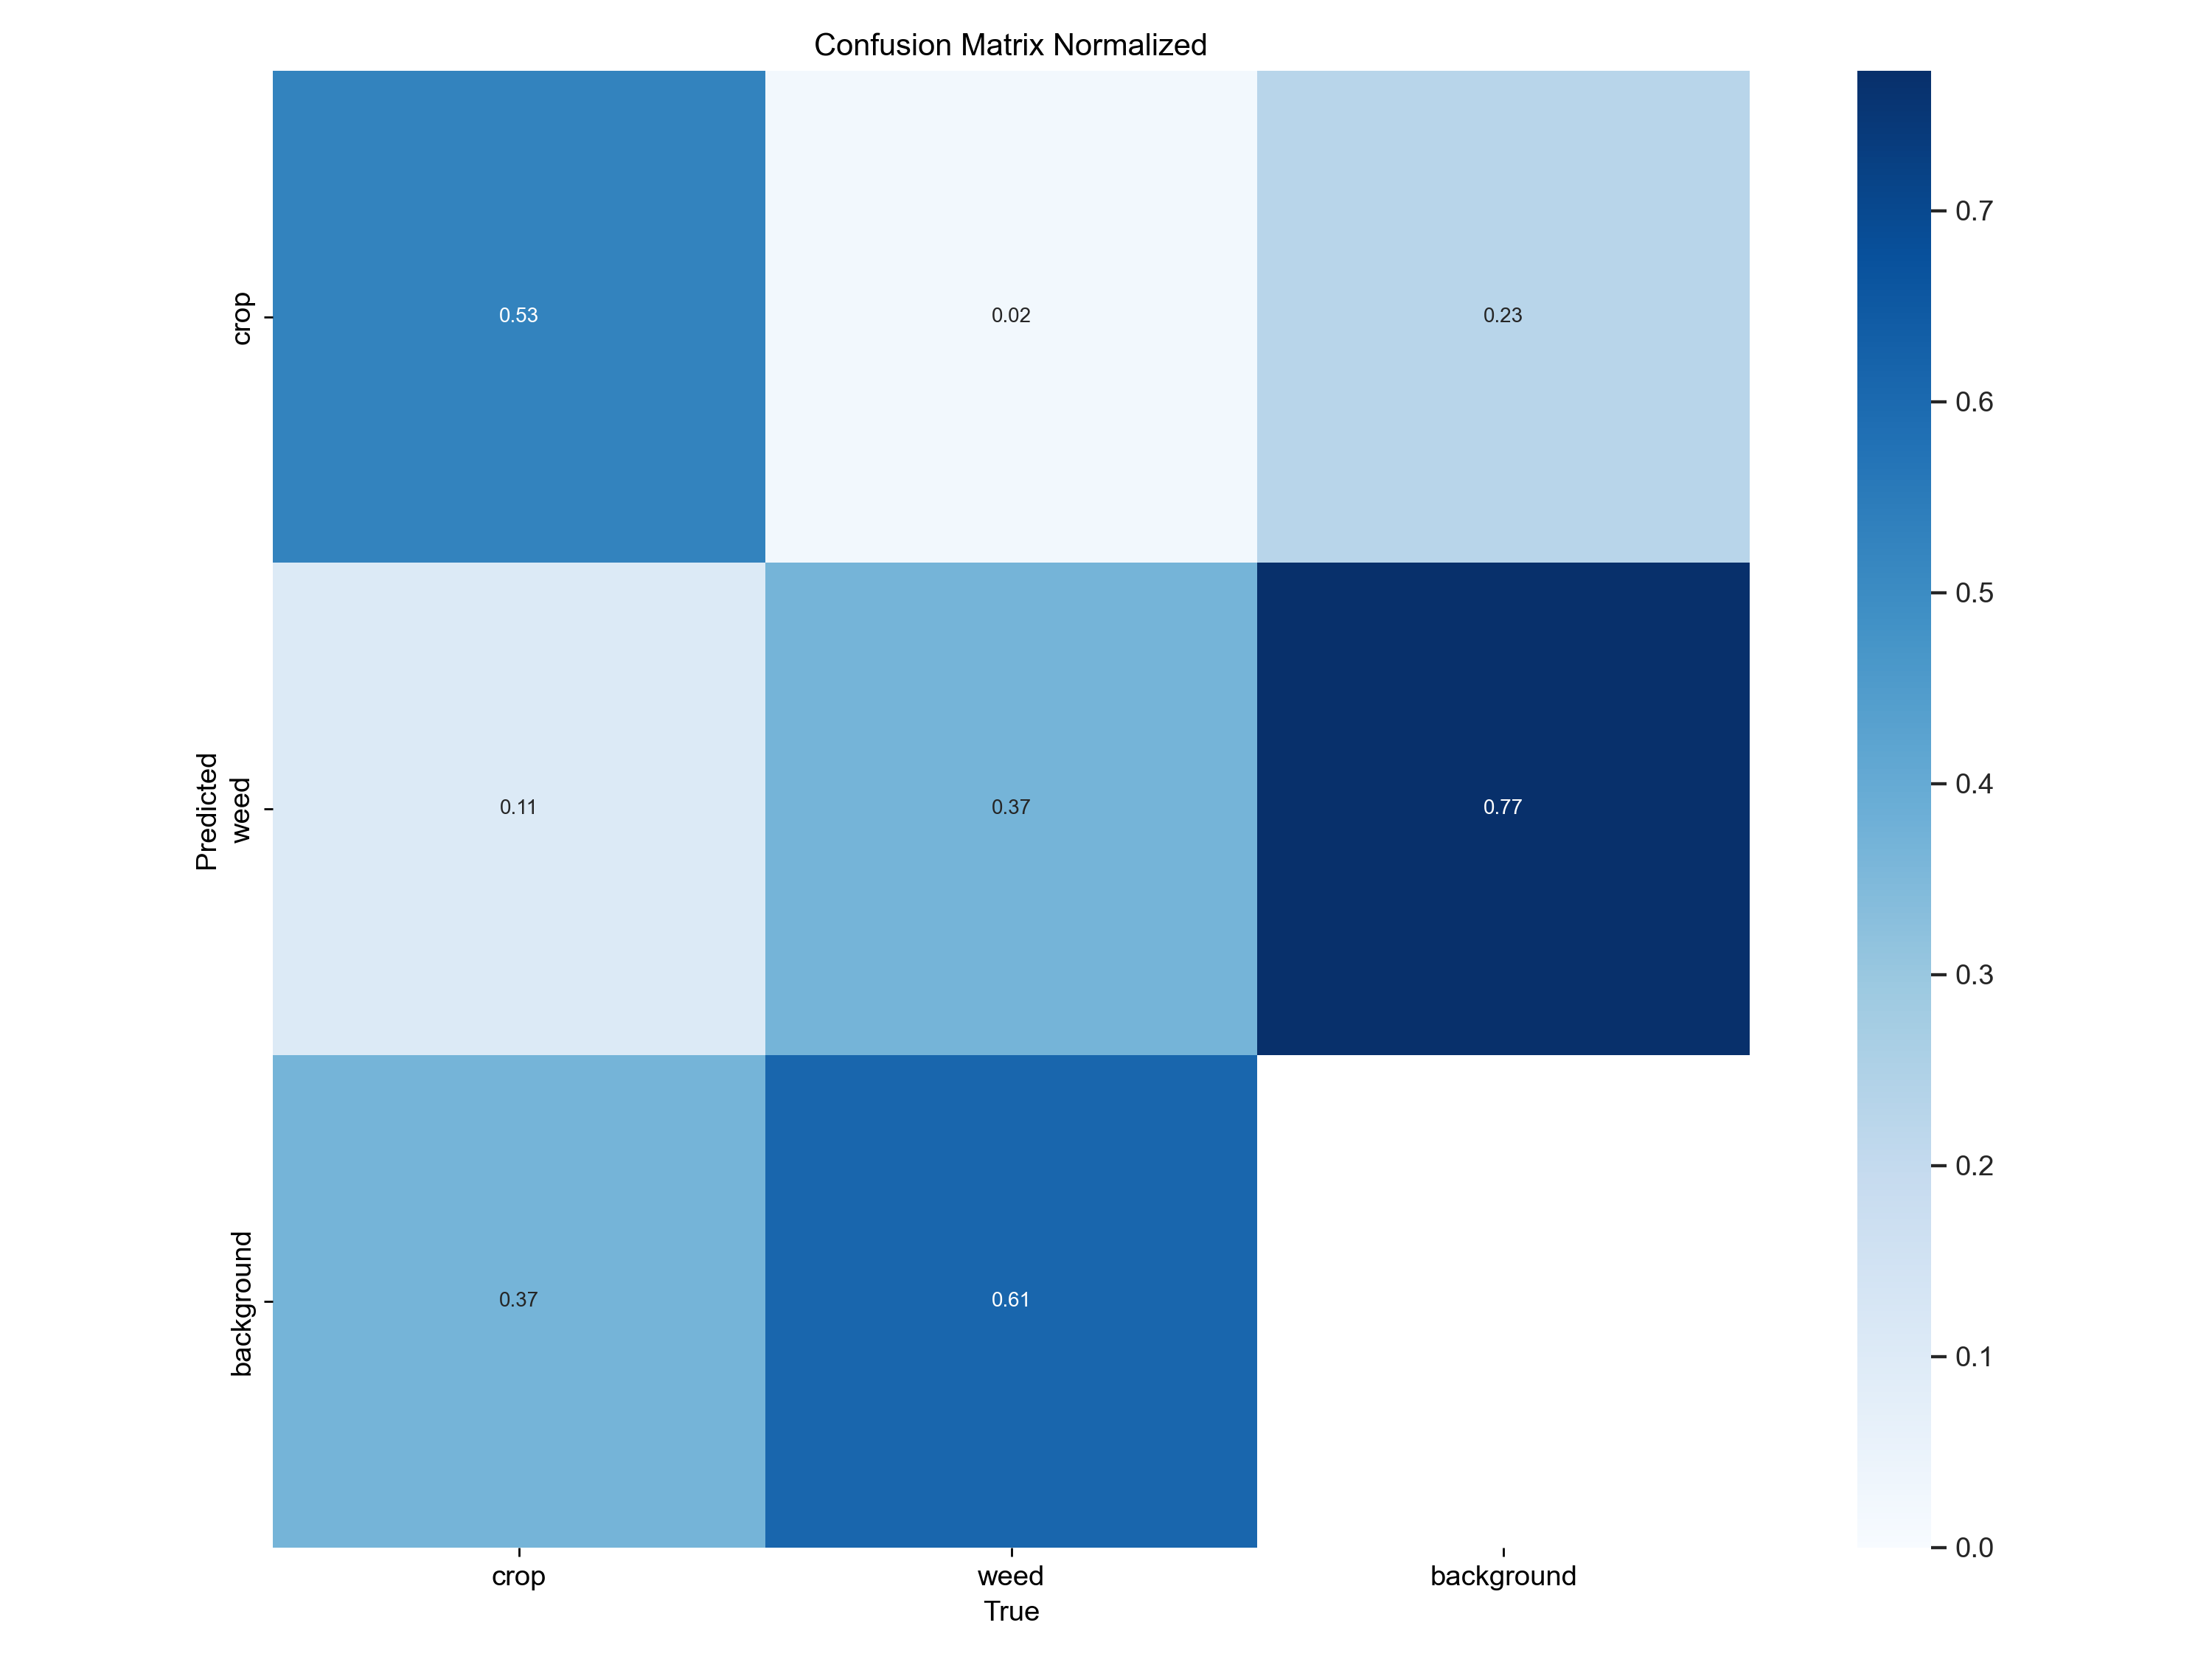 Confusion Matrix Normalized
Predicted
crop
0.53
0.02
0.23
weed
0.11
0.37
0.77
background
0.37
0.61
crop
weed
background
True
0.7
0.6
0.5
0.4
0.3
0.2
0.1
0.0